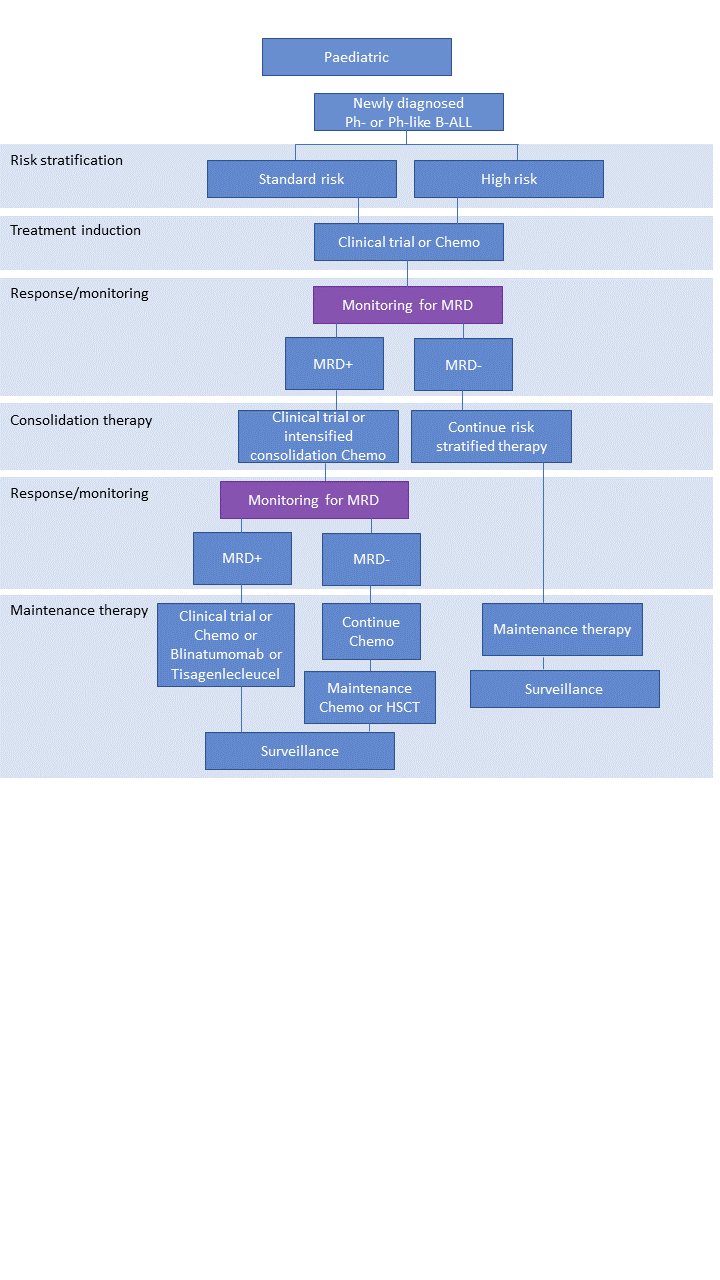 Paediatric
Newly diagnosed
Ph- or Ph-like B-ALL
Risk stratification
Standard risk
High risk
Treatment induction
Clinical trial or Chemo
Response/monitoring
Monitoring for MRD
MRD+
MRD-
Consolidation therapy
Clinical trial or
intensified
consolidation Chemo
Continue risk
stratified therapy
Response/monitoring
Monitoring for MRD
MRD+
MRD-
Maintenance therapy
Clinical trial or
Chemo or
Blinatumomab or
Tisagenlecleucel
Continue
Chemo
Maintenance therapy
Maintenance
Chemo or HSCT
Surveillance
Surveillance